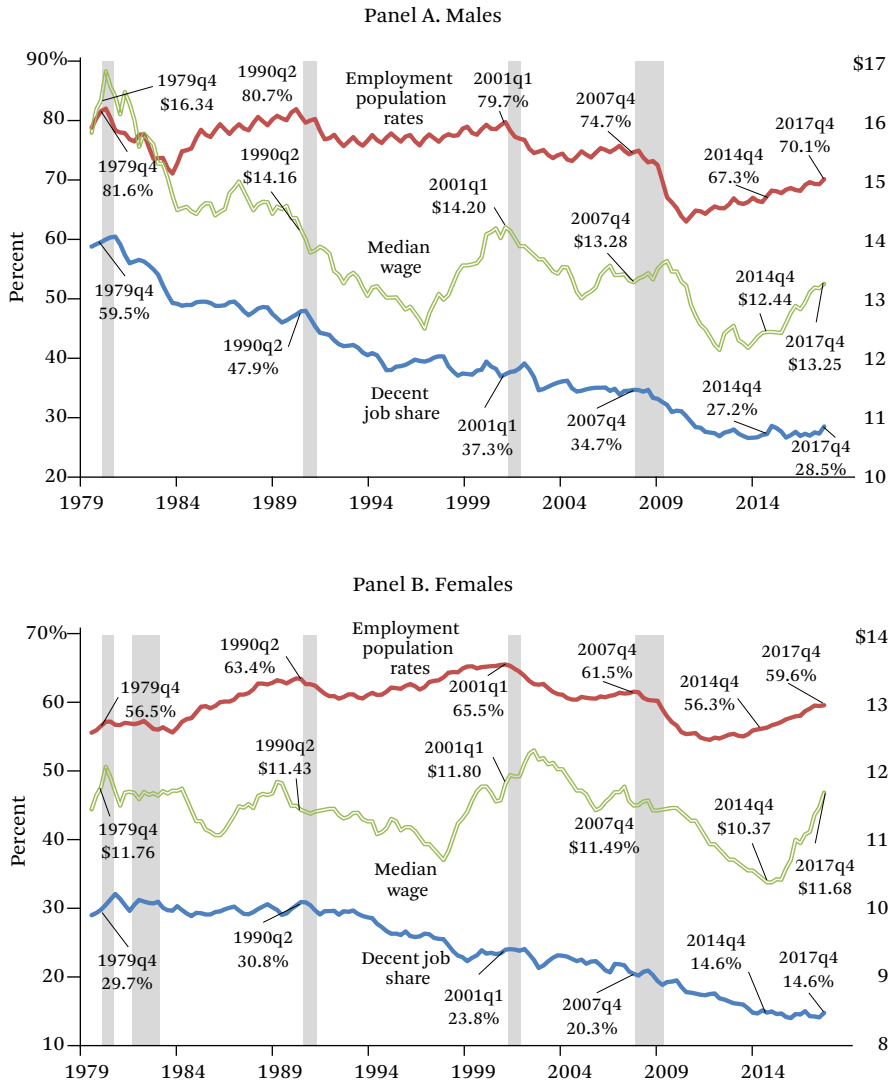 Panel A. Males
90%
$17
1979q4
$16.34
1990q2
80.7%
Employment
population
rates
2001q1
79.7%
2007q4
74.7%
2017q4
70.1%
80
16
1979q4
81.6%
1990q2
$14.16
2014q4
67.3%
70
15
2001q1
$14.20
2007q4
$13.28
60
14
Percent
Median
wage
1979q4
59.5%
2014q4
$12.44
50
13
1990q2
47.9%
2017q4
$13.25
40
12
Decent
job share
2001q1
37.3%
2007q4
34.7%
2014q4
27.2%
30
11
2017q4
28.5%
20
10
1979 1984 1989 1994 1999 2004 2009 2014
Panel B. Females
70%
$14
1990q2
63.4%
Employment
population
rates
2007q4
61.5%
2017q4
59.6%
1979q4
56.5%
2001q1
65.5%
2014q4
56.3%
60
13
1990q2
$11.43
2001q1
$11.80
50
12
Percent
1979q4
$11.76
2007q4
$11.49%
2014q4
$10.37
40
11
Median
wage
2017q4
$11.68
30
10
1979q4
29.7%
1990q2
30.8%
Decent job
share
2014q4
14.6%
2017q4
14.6%
20
9
2001q1
23.8%
2007q4
20.3%
10
8
1979 1984 1989 1994 1999 2004 2009 2014